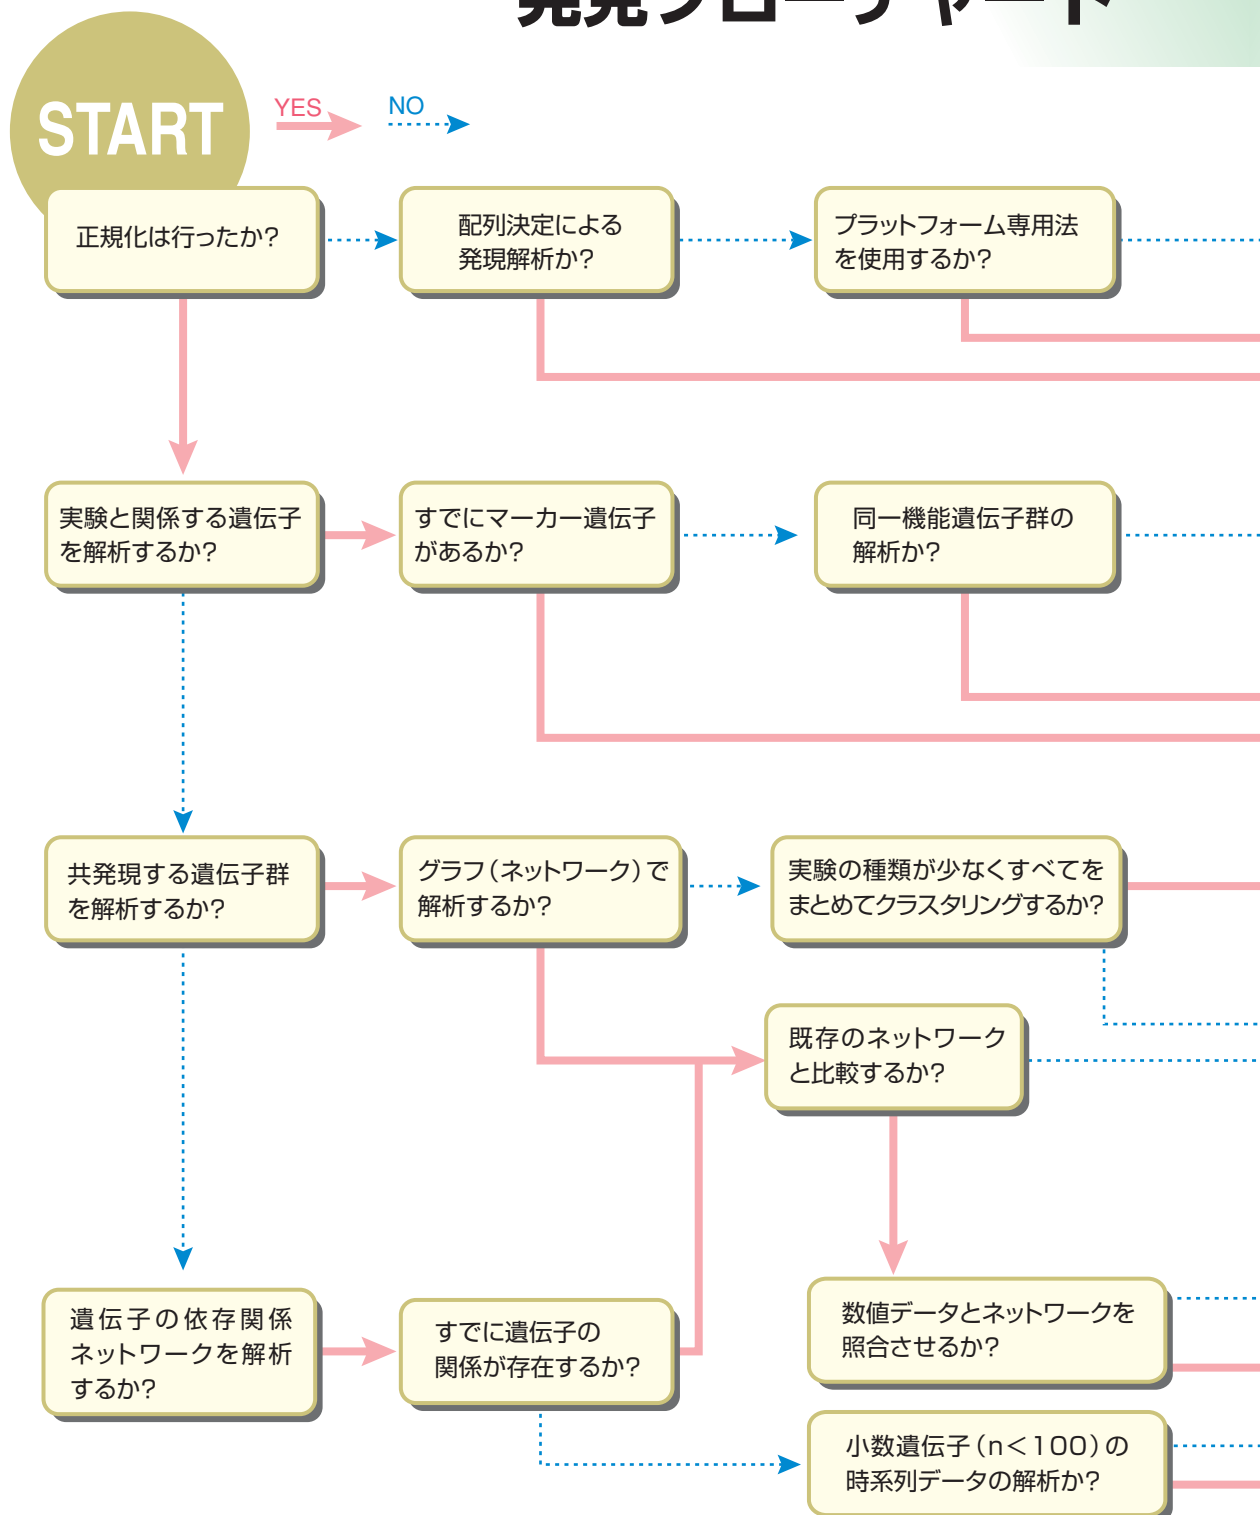 START
YES
NO
正規化は行ったか？
配列決定による
発現解析か？
プラットフォーム専用法
を使用するか？
実験と関係する遺伝子
を解析するか？
すでにマーカー遺伝子
があるか？
同一機能遺伝子群の
解析か？
共発現する遺伝子群
を解析するか？
グラフ（ネットワーク）で
解析するか？
実験の種類が少なくすべてを
まとめてクラスタリングするか？
既存のネットワーク
と比較するか？
遺伝子の依存関係
ネットワークを解析
するか？
すでに遺伝子の
関係が存在するか？
数値データとネットワークを
照合させるか？
小数遺伝子（n＜100）の
時系列データの解析か？